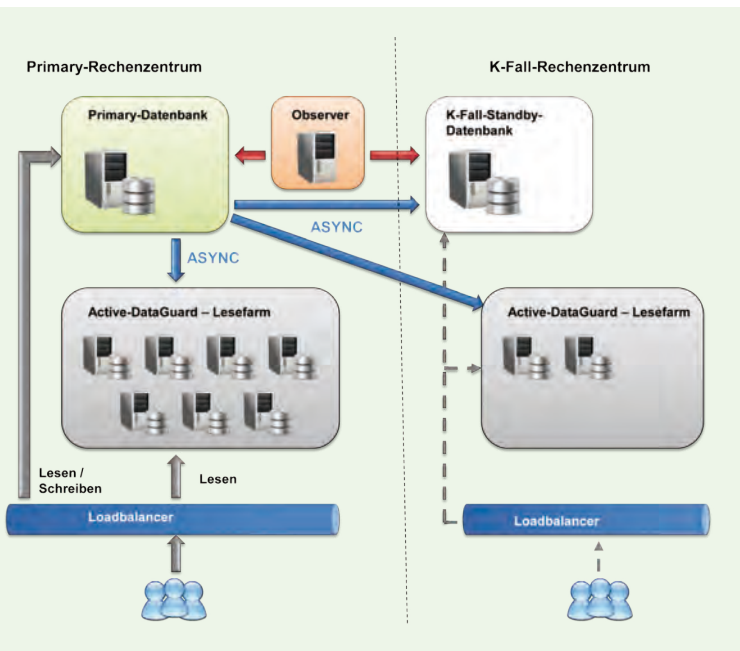 Primary-Rechenzentrum
K-Fall-Rechenzentrum
Primary-Datenbank
Observer
K-Fall-Standby-
Datenbank
ASYNC
ASYNC
Active-DataGuard – Lesefarm
Active-DataGuard – Lesefarm
Lesen /
Schreiben
Lesen
Loadbalancer
Loadbalancer